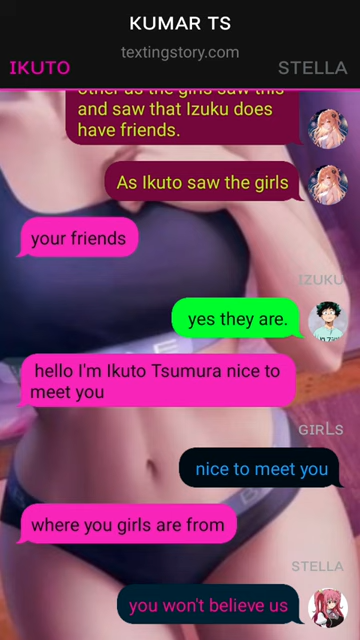 KUMAR TS
textingstory.com
IKUTO
STELLA
other as the girls saw this
and saw that Izuku does
have friends.
As Ikuto saw the girls
your friends
IZUKU
yes they are.
hello I'm Ikuto Tsumura nice to
meet you
GIRLS
nice to meet you
where you girls are from
STELLA
you won't believe us